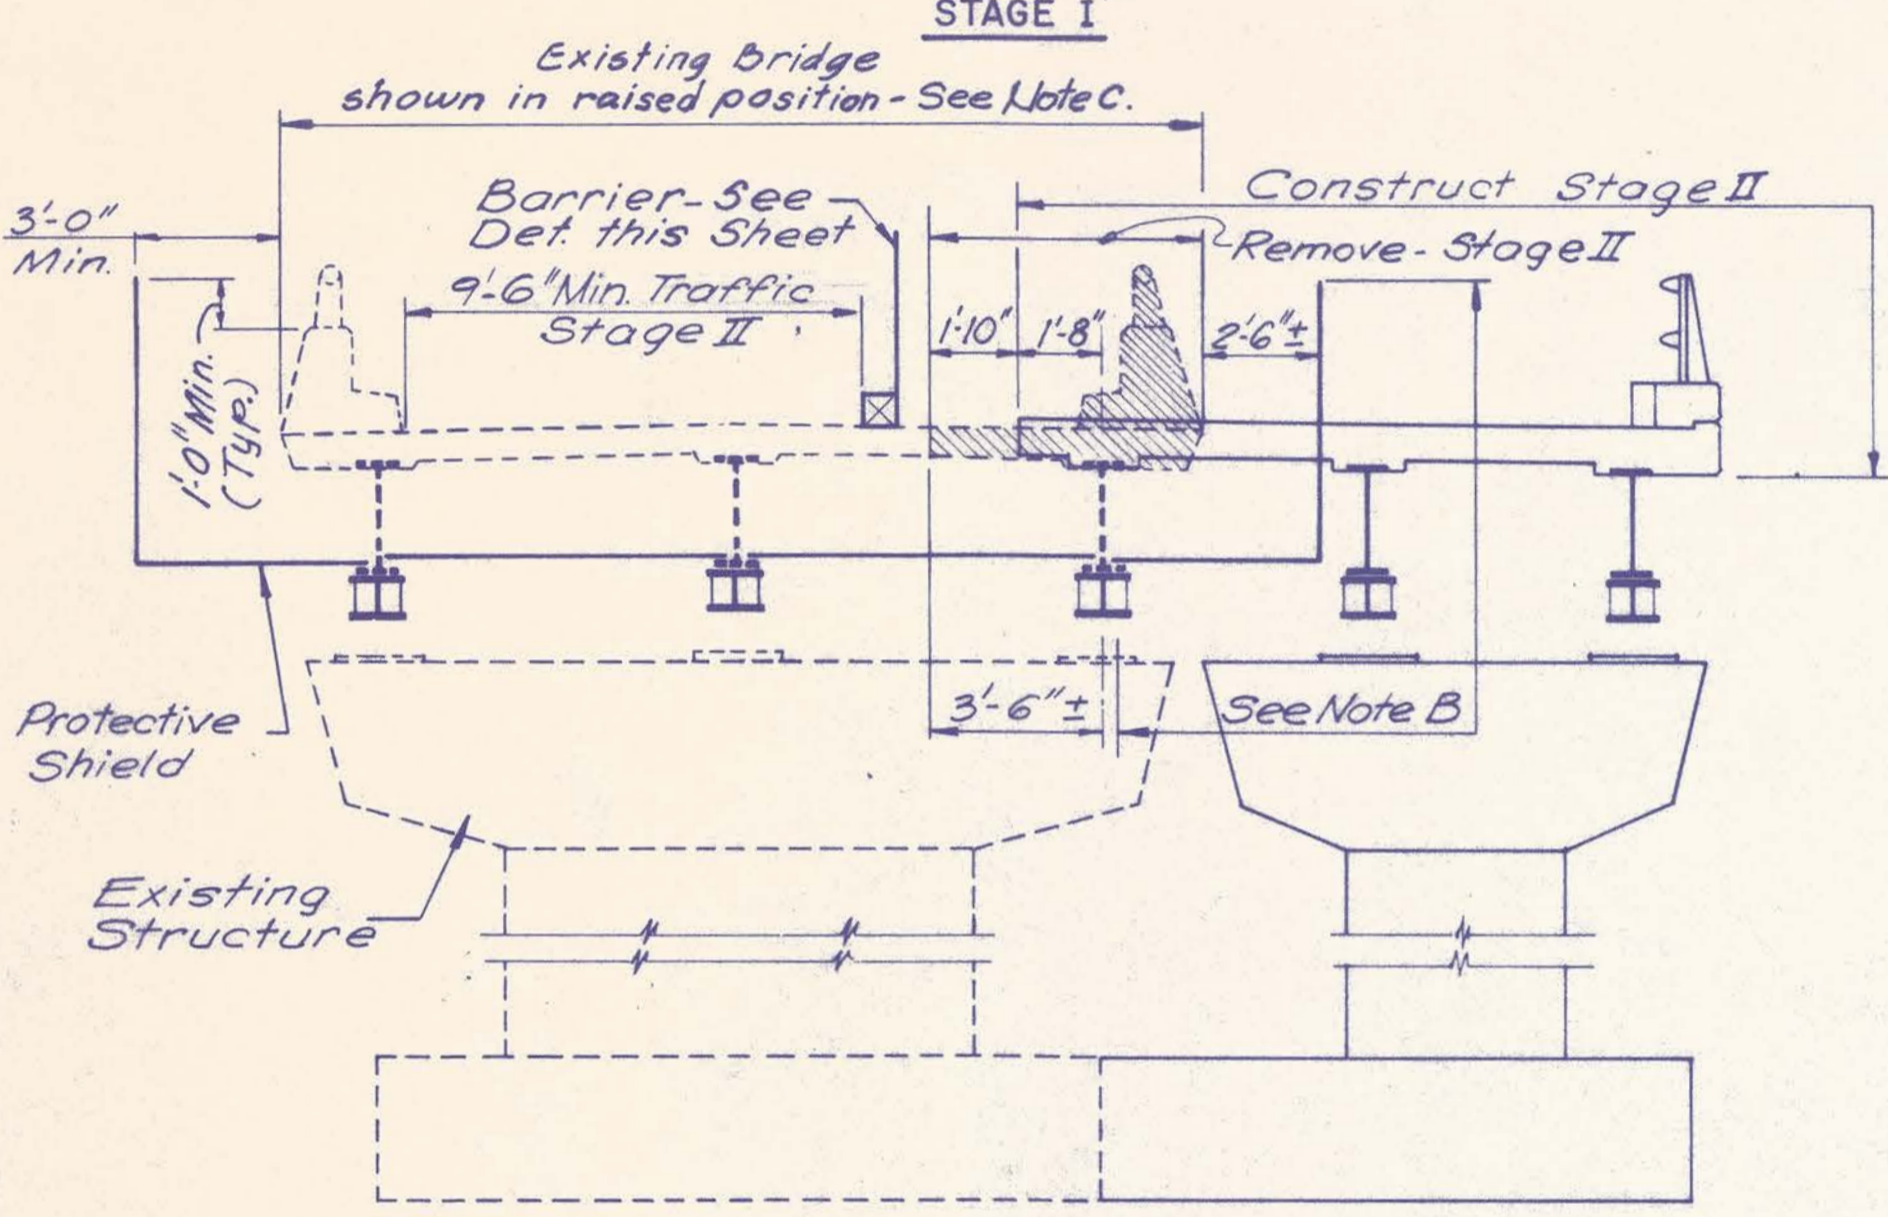 STAGE I
Existing Bridge
shown in raised position - See Note C.
Construct Stage II
Barrier - See
Det. this Sheet
3'-0"
Min.
Remove - Stage II
9'-6" Min. Traffic
Stage II
1'-10"
1'-8"
2'-6" ±
1'-0" Min.
(Typ.)
3'-6" ±
See Note B
Protective
Shield
Existing
Structure